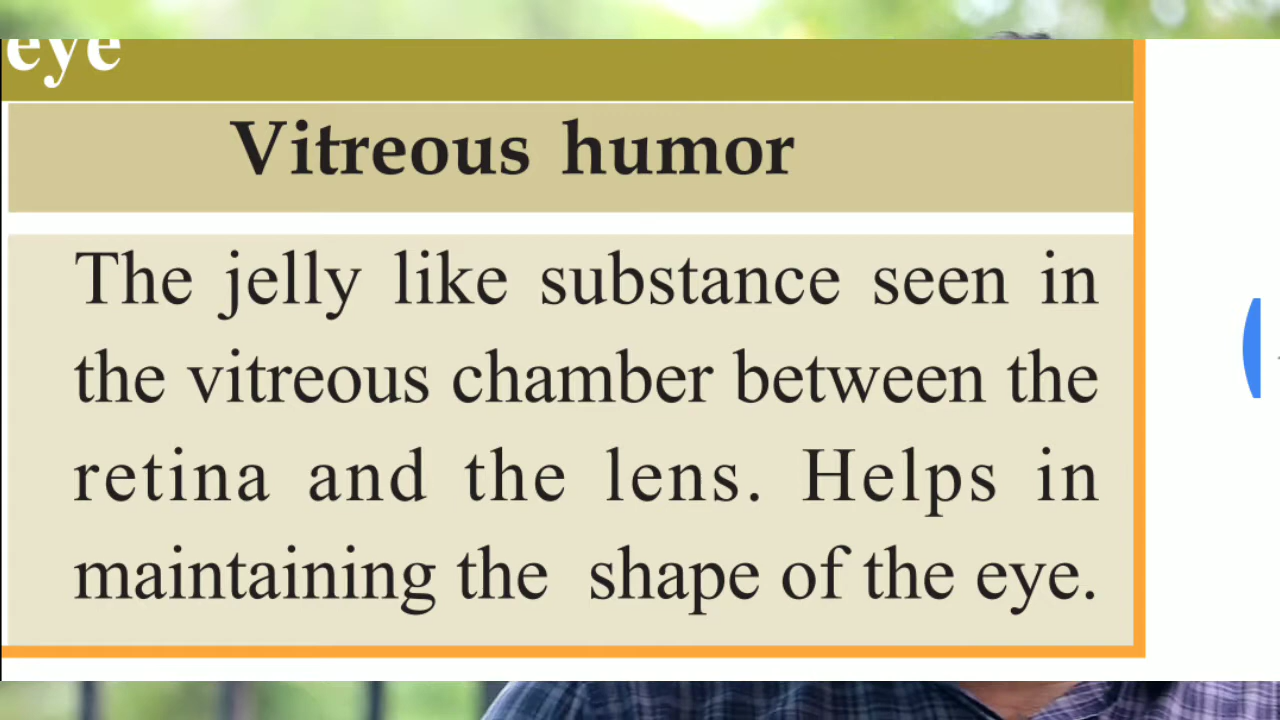 eye
Vitreous humor
The jelly like substance seen in
the vitreous chamber between the
retina and the lens. Helps in
maintaining the shape of the eye.